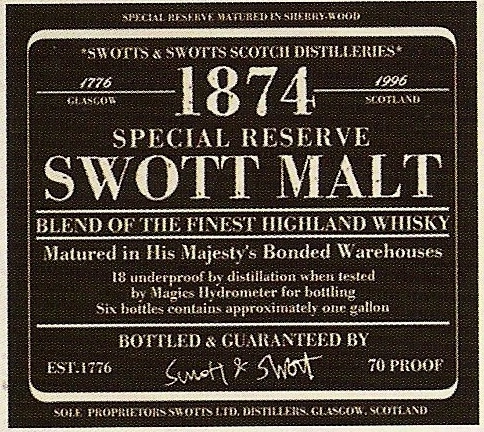 SPECIAL RESERVE MATURED IN SHERRY-WOOD
*SWOTTS & SWOTTS SCOTCH DISTILLERIES*
1776 1996
1874
GLASGOW SCOTLAND
SPECIAL RESERVE
SWOTT MALT
BLEND OF THE FINEST HIGHLAND WHISKY
Matured in His Majesty's Bonded Warehouses
18 underproof by distillation when tested
by Magics Hydrometer for bottling
Six bottles contains approximately one gallon
BOTTLED & GUARANTEED BY
EST.1776 Swott & Swott 70 PROOF
SOLE PROPRIETORS SWOTTS LTD. DISTILLERS. GLASGOW, SCOTLAND